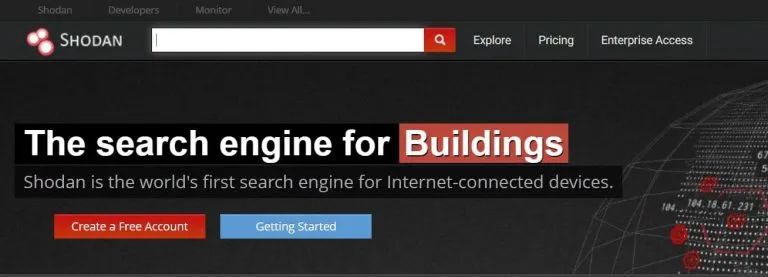 Shodan Developers Monitor View All...
SHODAN Explore Pricing Enterprise Access
The search engine for Buildings
Shodan is the world's first search engine for Internet-connected devices.
Create a Free Account Getting Started
104.18.61.231
104.